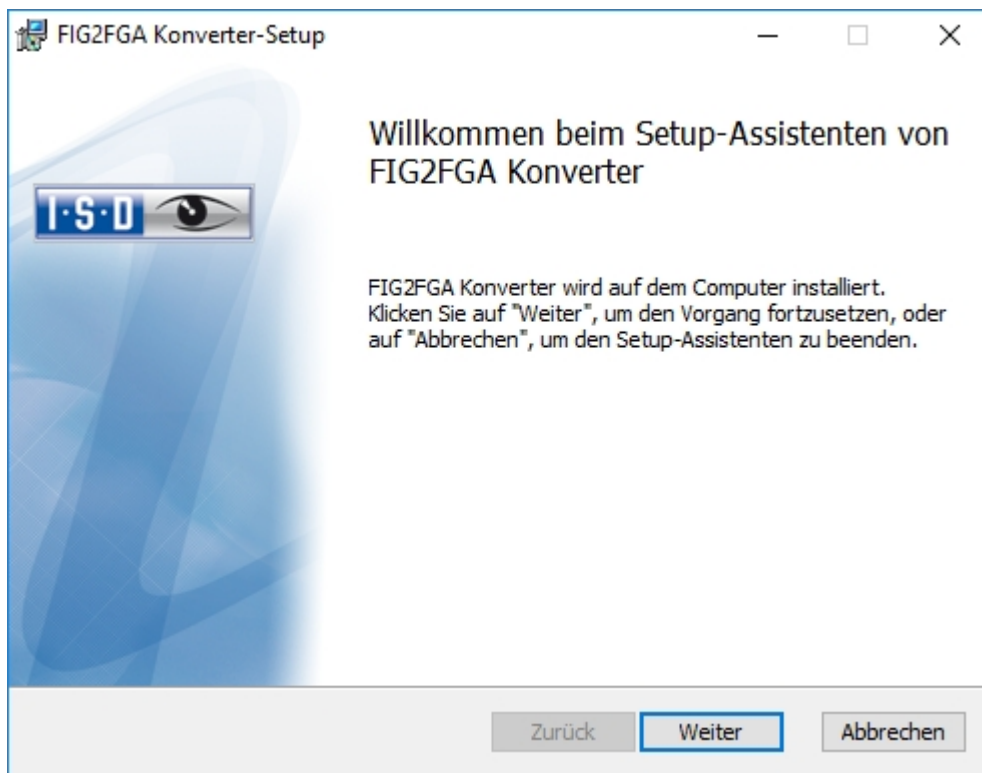 FIG2FGA Konverter-Setup
Willkommen beim Setup-Assistenten von
FIG2FGA Konverter
I·S·D
FIG2FGA Konverter wird auf dem Computer installiert.
Klicken Sie auf "Weiter", um den Vorgang fortzusetzen, oder
auf "Abbrechen", um den Setup-Assistenten zu beenden.
Zurück
Weiter
Abbrechen